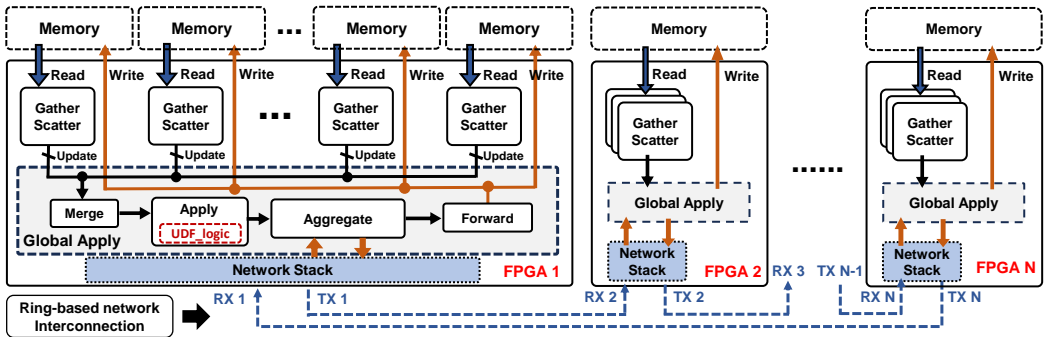 Memory Memory ... Memory Memory Memory Memory
Read Write Read Write Read Write Read Write Read Write Read Write
Gather
Scatter
Gather
Scatter
...
Gather
Scatter
Gather
Scatter
Gather
Scatter
Gather
Scatter
Update Update Update Update
......
Merge
Apply
UDF_logic
Aggregate
Forward
Global Apply
Global Apply
Global Apply
Network Stack
FPGA 1
Network
Stack
FPGA 2
Network
Stack
FPGA N
RX 1 TX 1 RX 2 TX 2 RX 3 TX N-1 RX N TX N
Ring-based network
Interconnection